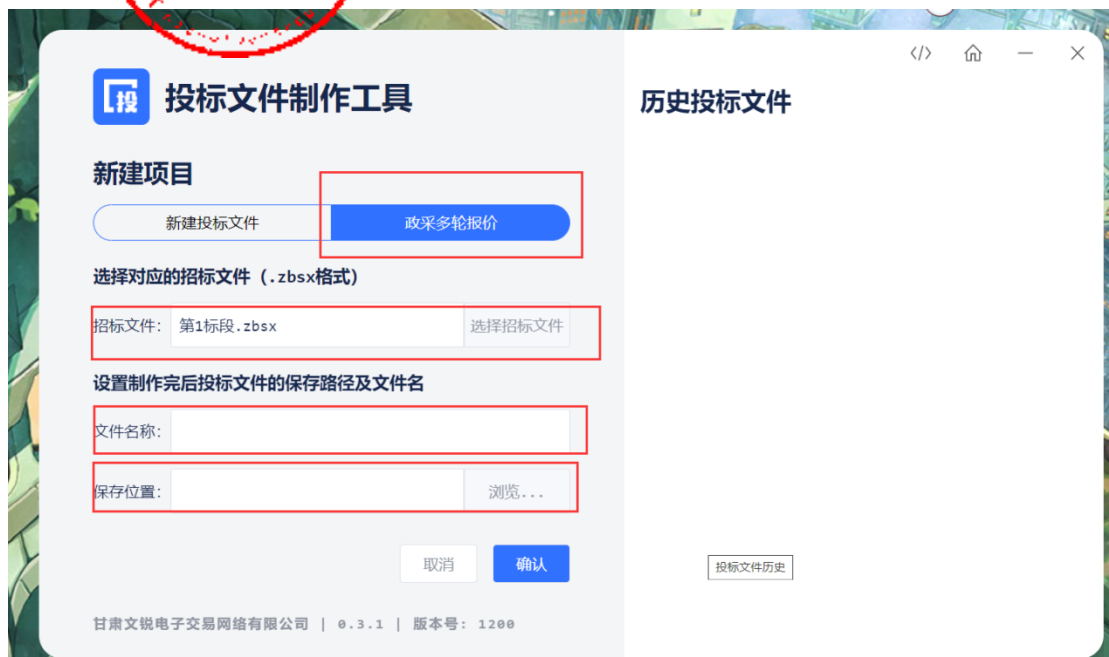 投标文件制作工具
历史投标文件
新建项目
新建投标文件 政采多轮报价
选择对应的招标文件 (.zbsx格式)
招标文件: 第1标段.zbsx 选择招标文件
设置制作完后投标文件的保存路径及文件名
文件名称:
保存位置: 浏览...
取消 确认
投标文件历史
甘肃文锐电子交易网络有限公司 | 0.3.1 | 版本号: 1200